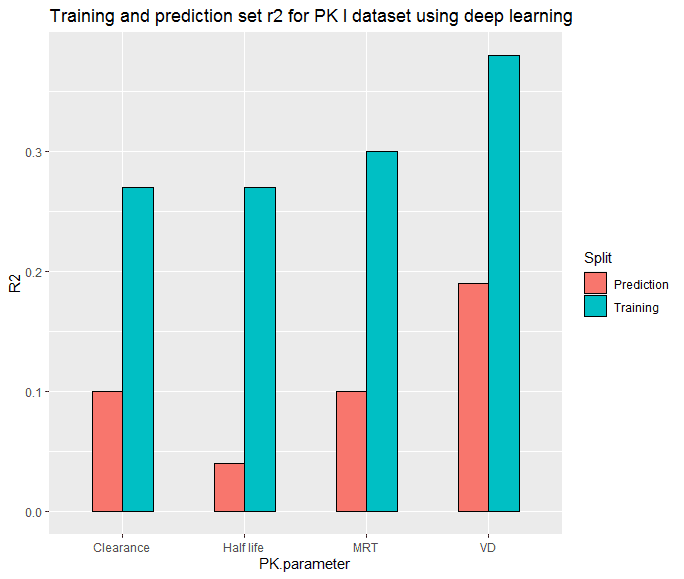 Training and prediction set r2 for PK I dataset using deep learning
R2
0.3
0.2
0.1
0.0
Clearance Half life MRT VD
PK.parameter
Split
Prediction
Training